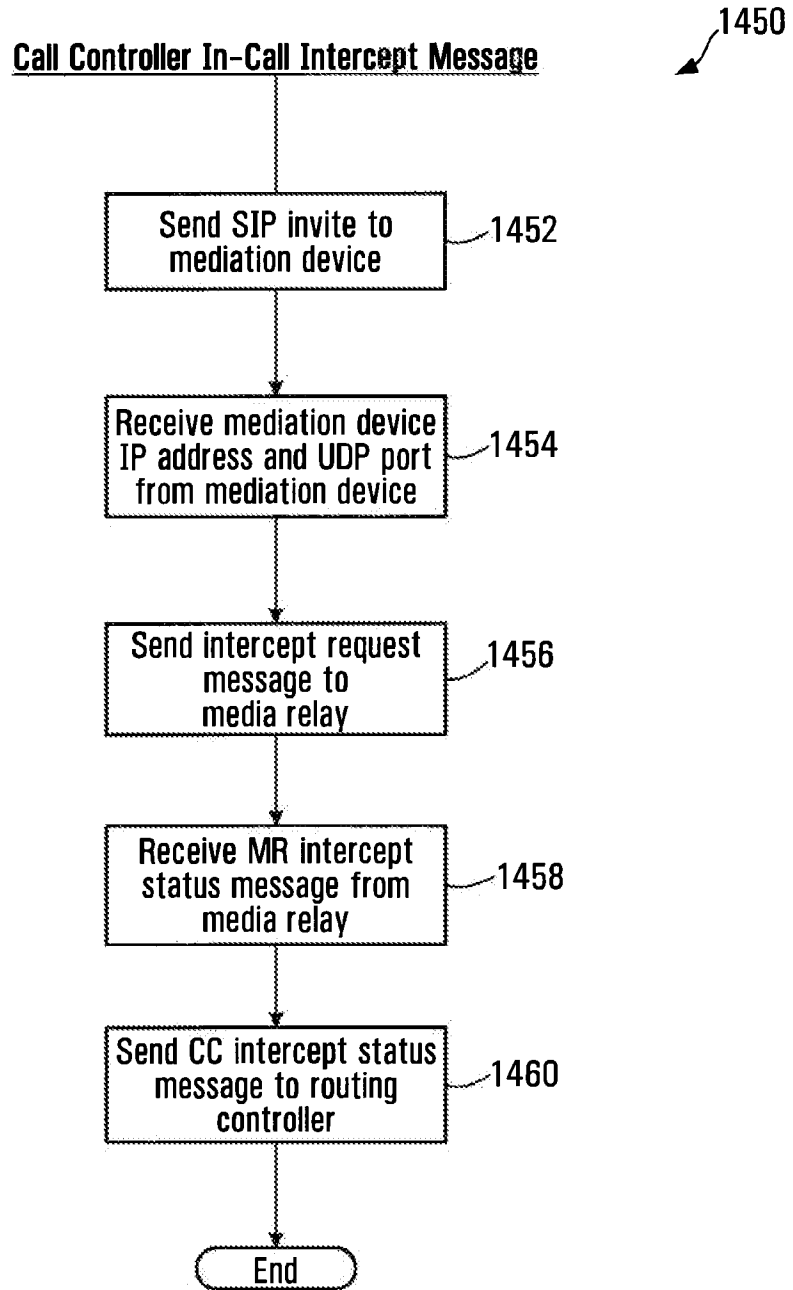 1450
Call Controller In-Call Intercept Message
Send SIP invite to
mediation device
1452
Receive mediation device
IP address and UDP port
from mediation device
1454
Send intercept request
message to
media relay
1456
Receive MR intercept
status message from
media relay
1458
Send CC intercept status
message to routing
controller
1460
End